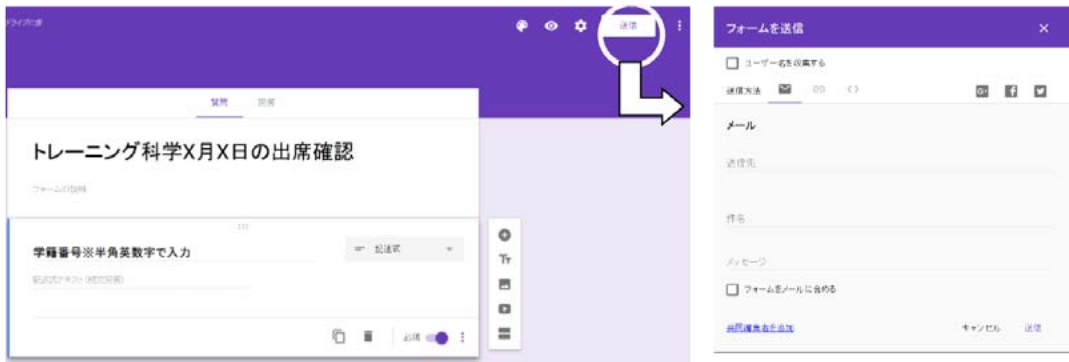 送信
質問 回答
トレーニング科学X月X日の出席確認
フォームの説明
学籍番号※半角英数字で入力
記述式
記述式テキスト（短文回答）
必須
フォームを送信
ユーザー名を収集する
送信方法
メール
送信先
件名
メッセージ
フォームをメールに含める
共同編集者を追加 キャンセル 送信